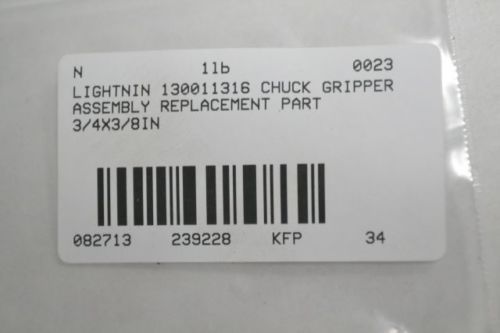 N 1lb 0023
LIGHTNIN 130011316 CHUCK GRIPPER
ASSEMBLY REPLACEMENT PART
3/4X3/8IN
082713 239228 KFP 34